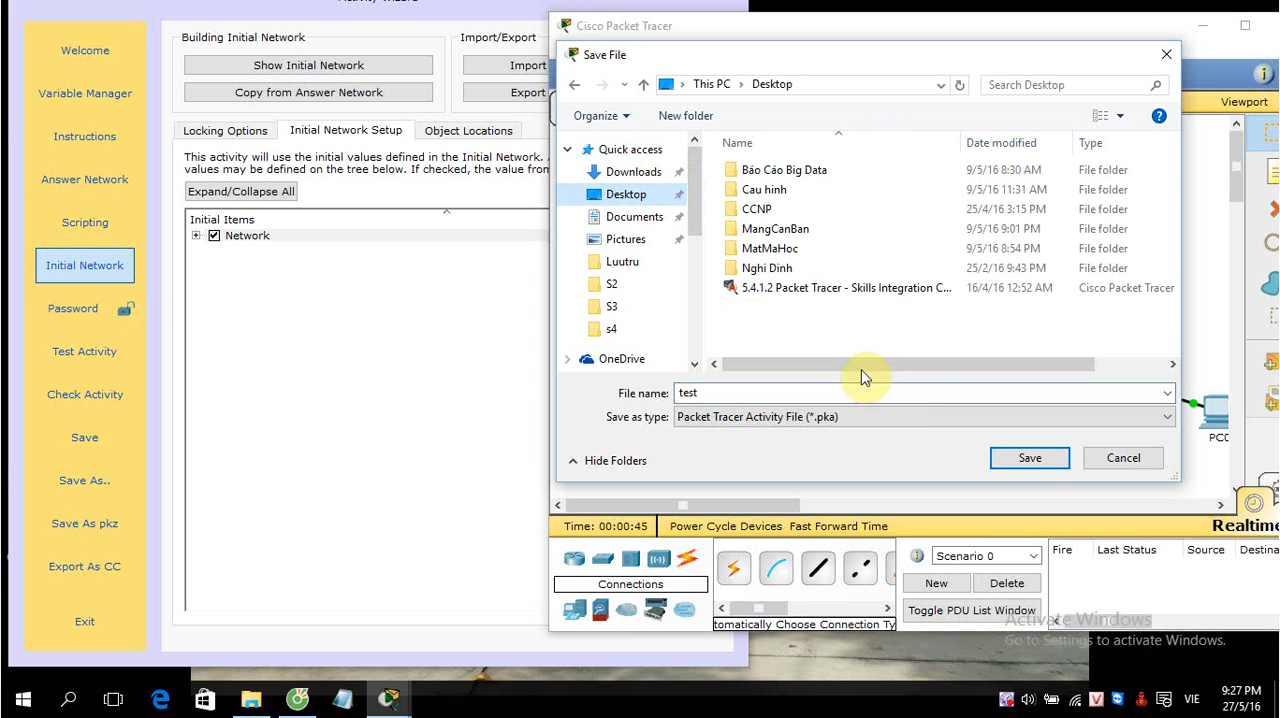 Activity Wizard
Welcome
Variable Manager
Instructions
Answer Network
Scripting
Initial Network
Password
Test Activity
Check Activity
Save
Save As..
Save As pkz
Export As CC
Exit
Building Initial Network
Show Initial Network
Copy from Answer Network
Import/Export
Import
Export
Locking Options
Initial Network Setup
Object Locations
This activity will use the initial values defined in the Initial Network.
values may be defined on the tree below. If checked, the value from
Expand/Collapse All
Initial Items
Network
Cisco Packet Tracer
Save File
This PC
Desktop
Search Desktop
Organize
New folder
Quick access
Downloads
Desktop
Documents
Pictures
Luutru
S2
S3
s4
OneDrive
Name Date modified Type
Báo Cáo Big Data 9/5/16 8:30 AM File folder
Cau hinh 9/5/16 11:31 AM File folder
CCNP 25/4/16 3:15 PM File folder
MangCanBan 9/5/16 9:01 PM File folder
MatMaHoc 9/5/16 8:54 PM File folder
Nghi Dinh 25/2/16 9:43 PM File folder
5.4.1.2 Packet Tracer - Skills Integration C... 16/4/16 12:52 AM Cisco Packet Tracer
File name: test
Save as type: Packet Tracer Activity File (*.pka)
Hide Folders
Save
Cancel
Viewport
PC0
Time: 00:00:45 Power Cycle Devices Fast Forward Time
Realtime
Connections
Scenario 0
New
Delete
Toggle PDU List Window
Fire Last Status Source Destina
tomatically Choose Connection Ty
Activate Windows
Go to Settings to activate Windows.
VIE
9:27 PM
27/5/16